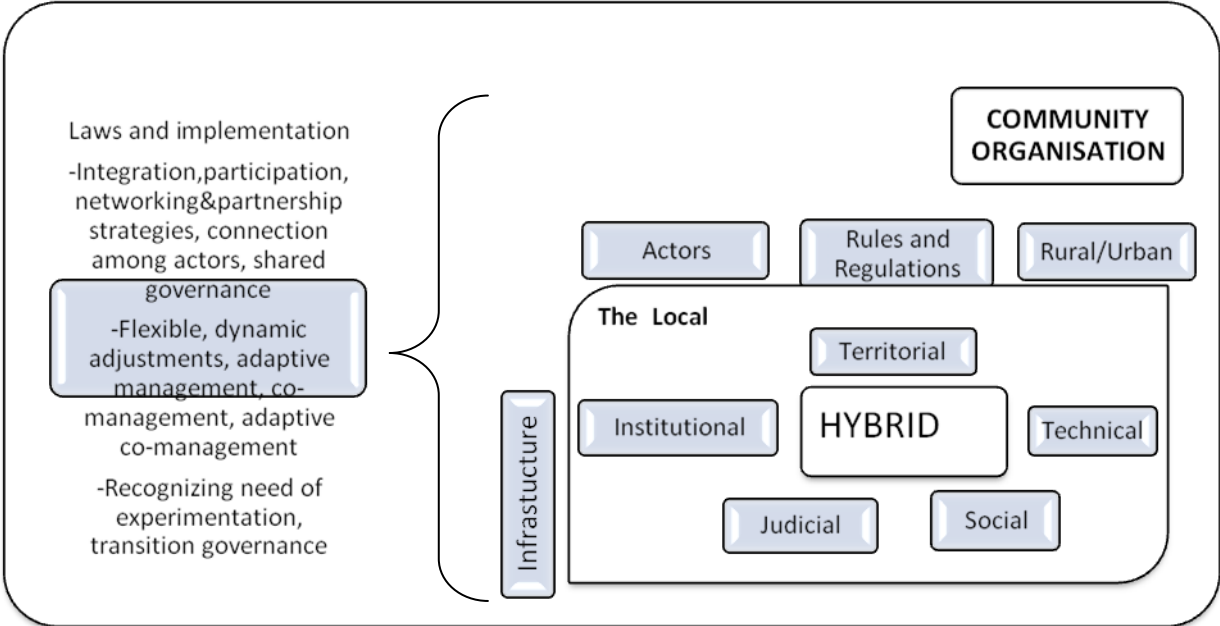 Laws and implementation
-Integration,participation,
networking&partnership
strategies, connection
among actors, shared
governance
-Flexible, dynamic
adjustments, adaptive
management, co-
management, adaptive
co-management
-Recognizing need of
experimentation,
transition governance
COMMUNITY
ORGANISATION
Actors
Rules and
Regulations
Rural/Urban
The Local
Territorial
Institutional
HYBRID
Technical
Judicial
Social
Infrastucture